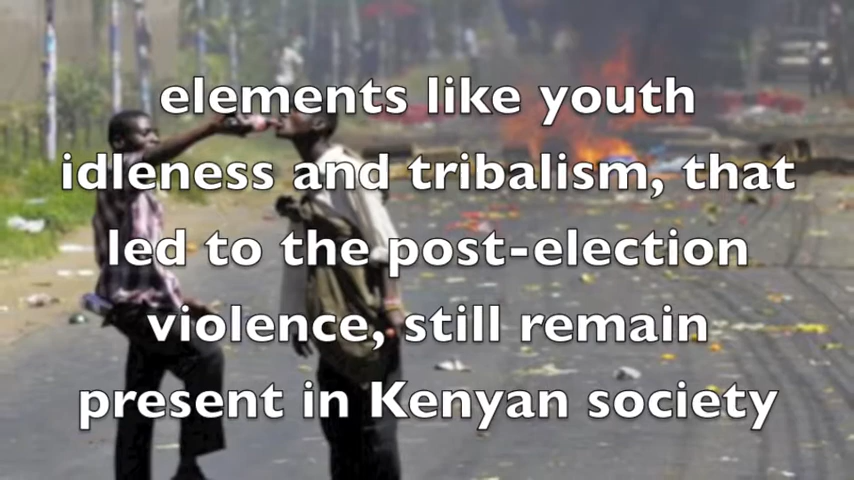 elements like youth
idleness and tribalism, that
led to the post-election
violence, still remain
present in Kenyan society